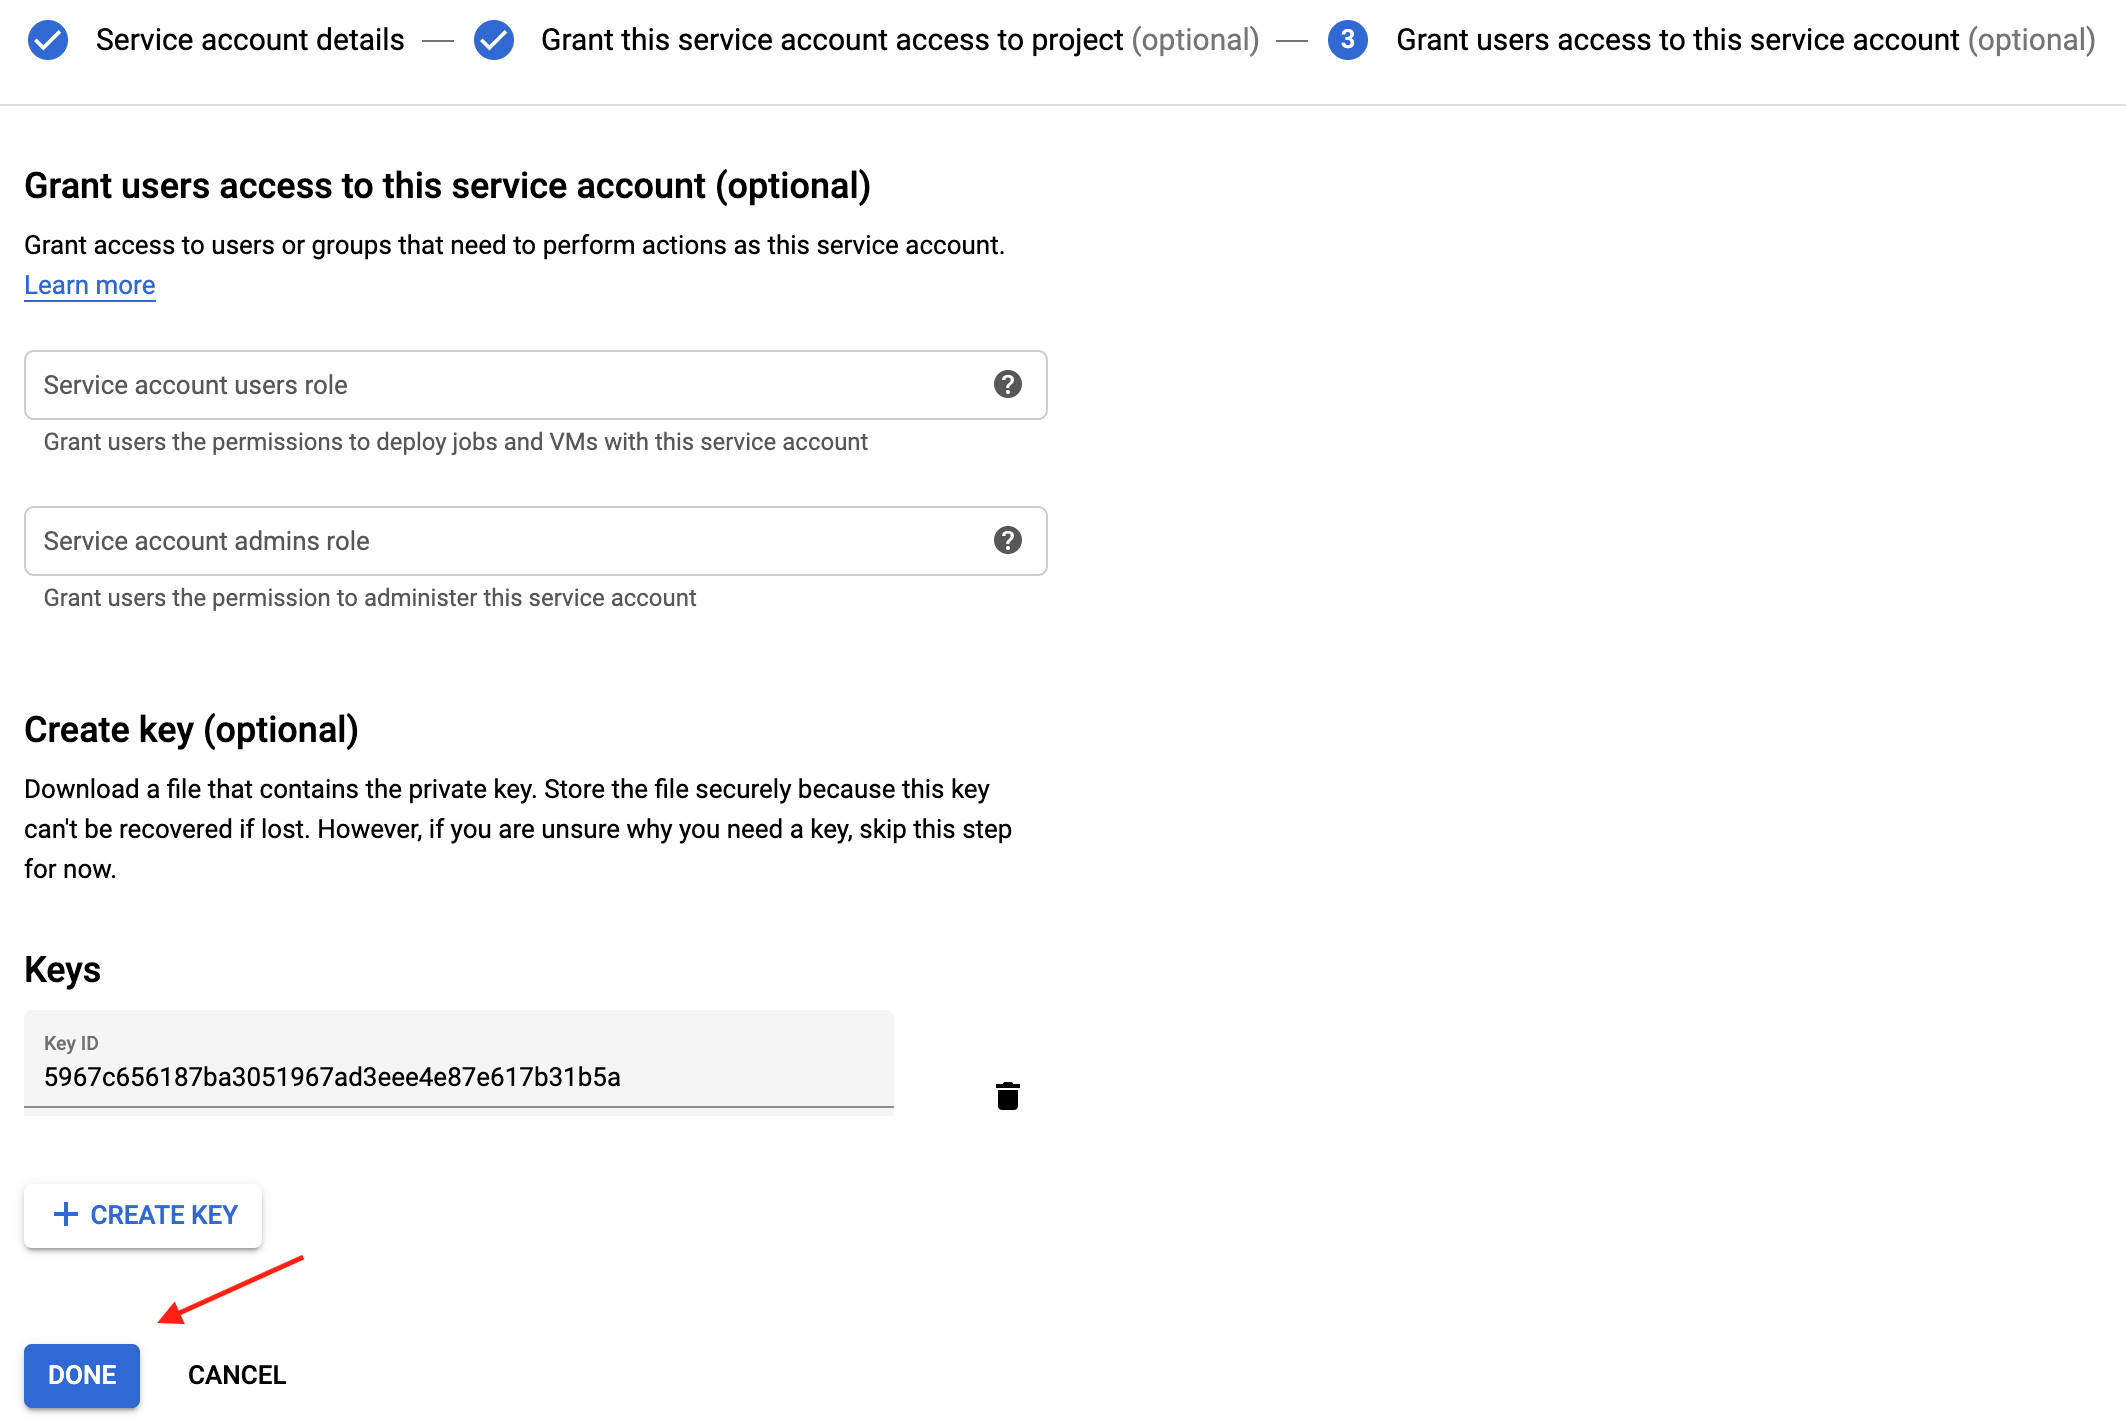 Service account details — Grant this service account access to project (optional) — 3 Grant users access to this service account (optional)
Grant users access to this service account (optional)
Grant access to users or groups that need to perform actions as this service account.
Learn more
Service account users role
Grant users the permissions to deploy jobs and VMs with this service account
Service account admins role
Grant users the permission to administer this service account
Create key (optional)
Download a file that contains the private key. Store the file securely because this key
can't be recovered if lost. However, if you are unsure why you need a key, skip this step
for now.
Keys
Key ID
5967c656187ba3051967ad3eee4e87e617b31b5a
+ CREATE KEY
DONE CANCEL